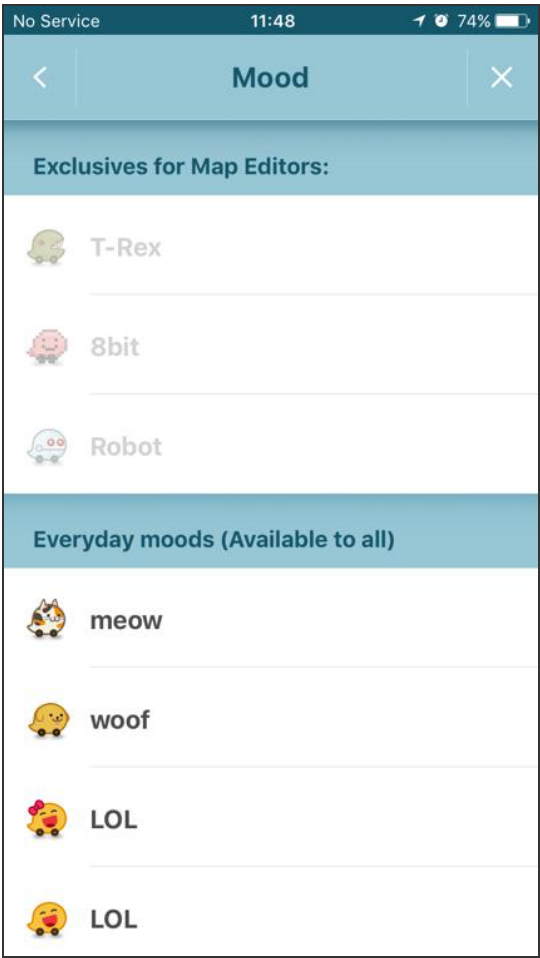 No Service 11:48 74%
Mood
Exclusives for Map Editors:
T-Rex
8bit
Robot
Everyday moods (Available to all)
meow
woof
LOL
LOL